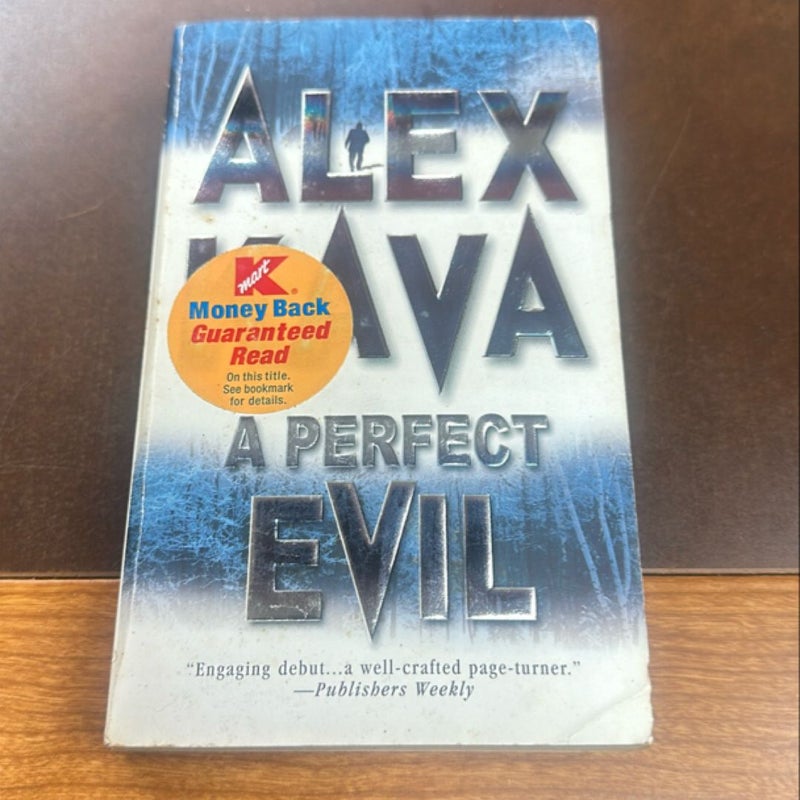 ALEX
KAVA
Kmart®
Money Back
Guaranteed
Read
On this title.
See bookmark
for details.
A PERFECT
EVIL
“Engaging debut...a well-crafted page-turner.”
—Publishers Weekly